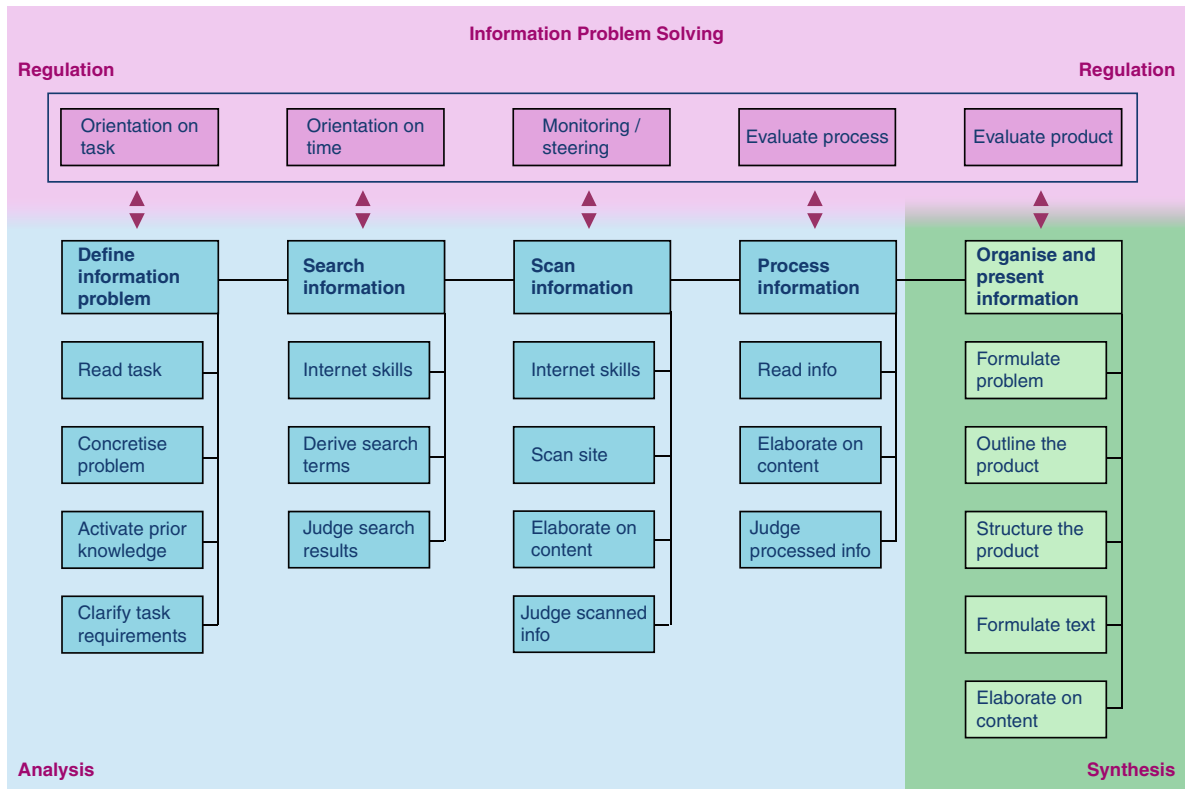 Information Problem Solving
Regulation
Regulation
Orientation on
task
Orientation on
time
Monitoring /
steering
Evaluate process
Evaluate product
Define
information
problem
Search
information
Scan
information
Process
information
Organise and
present
information
Read task
Concretise
problem
Activate prior
knowledge
Clarify task
requirements
Internet skills
Derive search
terms
Judge search
results
Internet skills
Scan site
Elaborate on
content
Judge scanned
info
Read info
Elaborate on
content
Judge
processed info
Formulate
problem
Outline the
product
Structure the
product
Formulate text
Elaborate on
content
Analysis
Synthesis